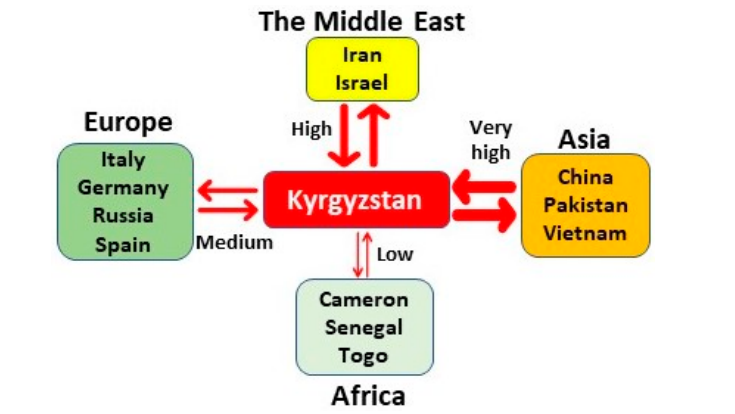 The Middle East
Iran
Israel
High
Europe
Italy
Germany
Russia
Spain
Medium
Kyrgyzstan
Very
high
Asia
China
Pakistan
Vietnam
Low
Cameron
Senegal
Togo
Africa